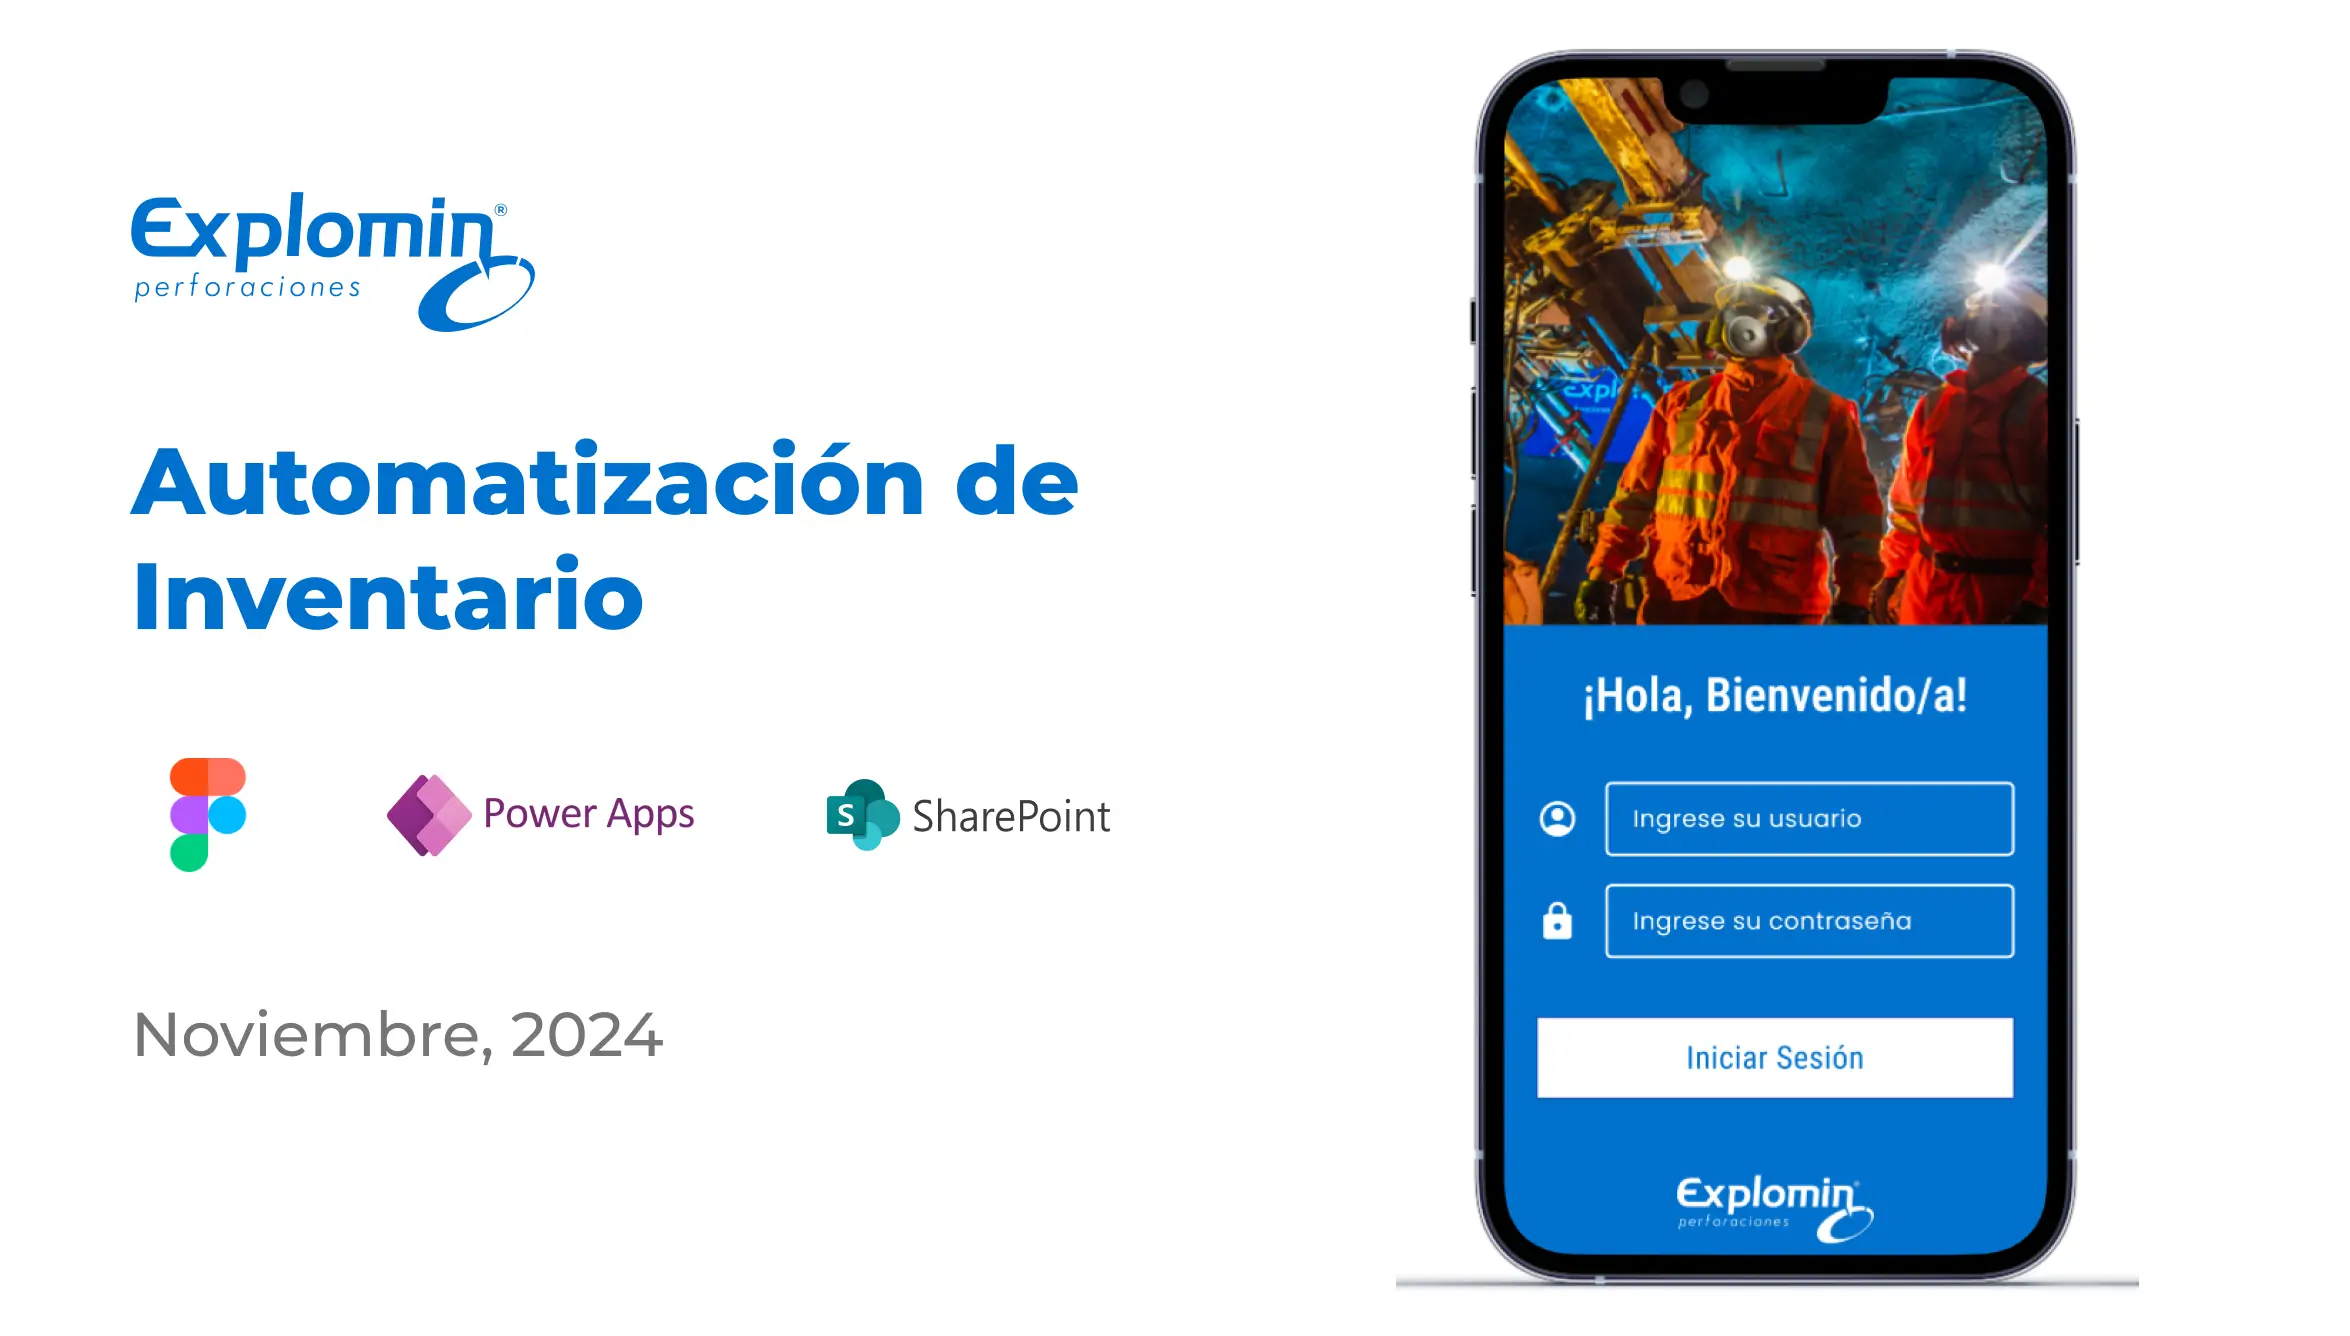 Explomin®
perforaciones
Automatización de
Inventario
Power Apps
S SharePoint
Noviembre, 2024
¡Hola, Bienvenido/a!
Ingrese su usuario
Ingrese su contraseña
Iniciar Sesión
Explomin
perforaciones